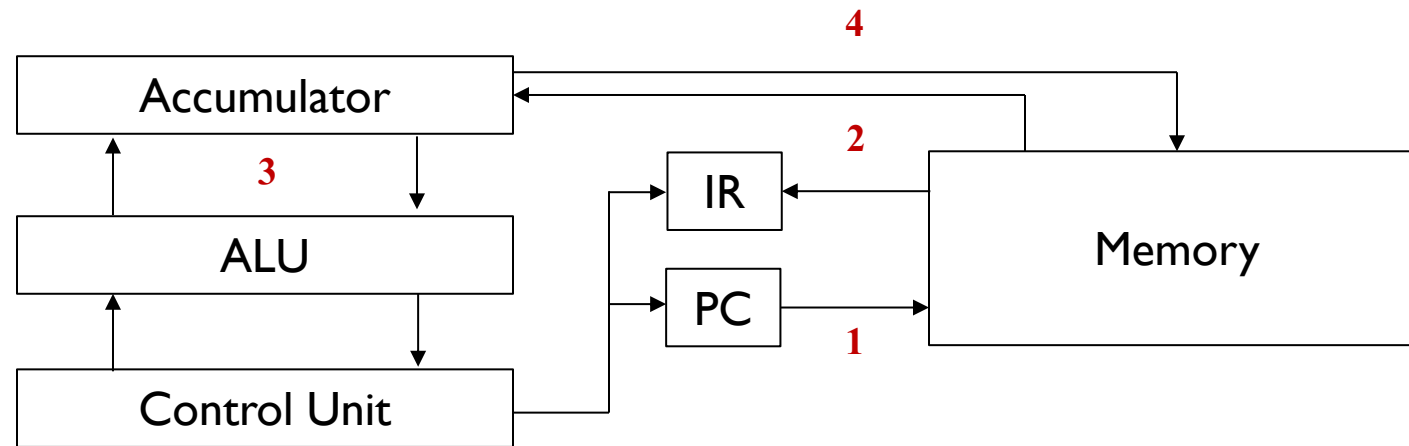 4
Accumulator
2
3
IR
Memory
ALU
PC
1
Control Unit